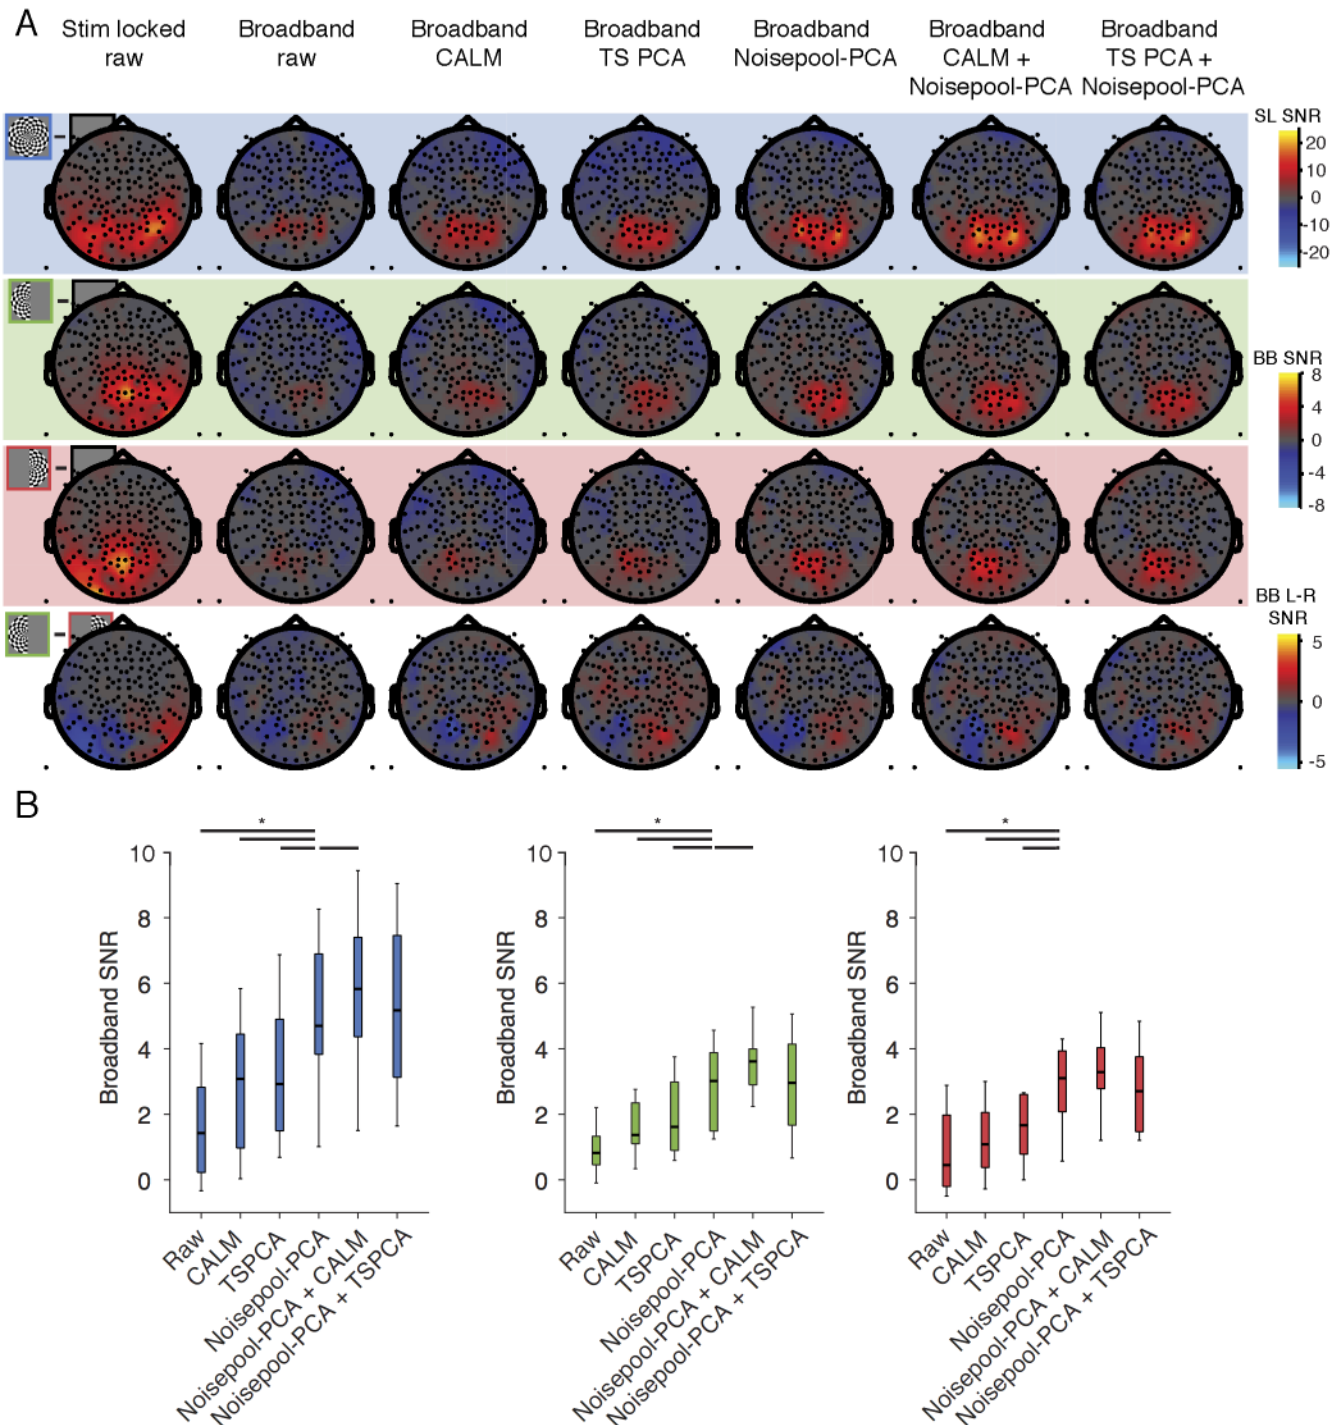 A
Stim locked
raw
Broadband
raw
Broadband
CALM
Broadband
TS PCA
Broadband
Noisepool-PCA
Broadband
CALM +
Noisepool-PCA
Broadband
TS PCA +
Noisepool-PCA
SL SNR
20
10
0
-10
-20
BB SNR
8
4
0
-4
-8
BB L-R
SNR
5
0
-5
B
*
10
8
6
4
2
0
Broadband SNR
Raw
CALM
TSPCA
Noisepool-PCA
Noisepool-PCA + CALM
Noisepool-PCA + TSPCA
*
10
8
6
4
2
0
Broadband SNR
Raw
CALM
TSPCA
Noisepool-PCA
Noisepool-PCA + CALM
Noisepool-PCA + TSPCA
*
10
8
6
4
2
0
Broadband SNR
Raw
CALM
TSPCA
Noisepool-PCA
Noisepool-PCA + CALM
Noisepool-PCA + TSPCA